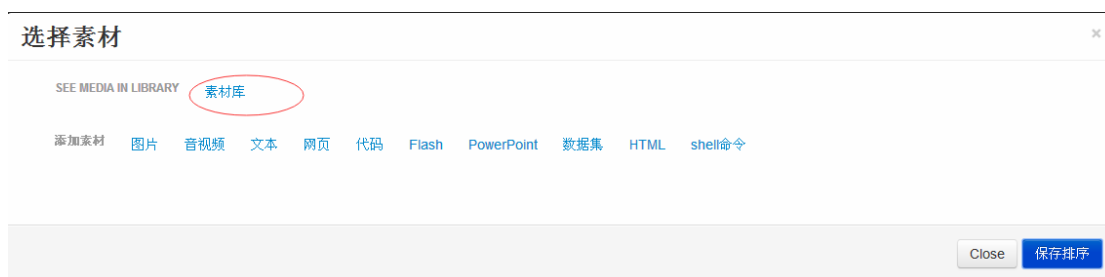 选择素材 ×
SEE MEDIA IN LIBRARY 素材库
添加素材 图片 音视频 文本 网页 代码 Flash PowerPoint 数据集 HTML shell命令
Close 保存排序